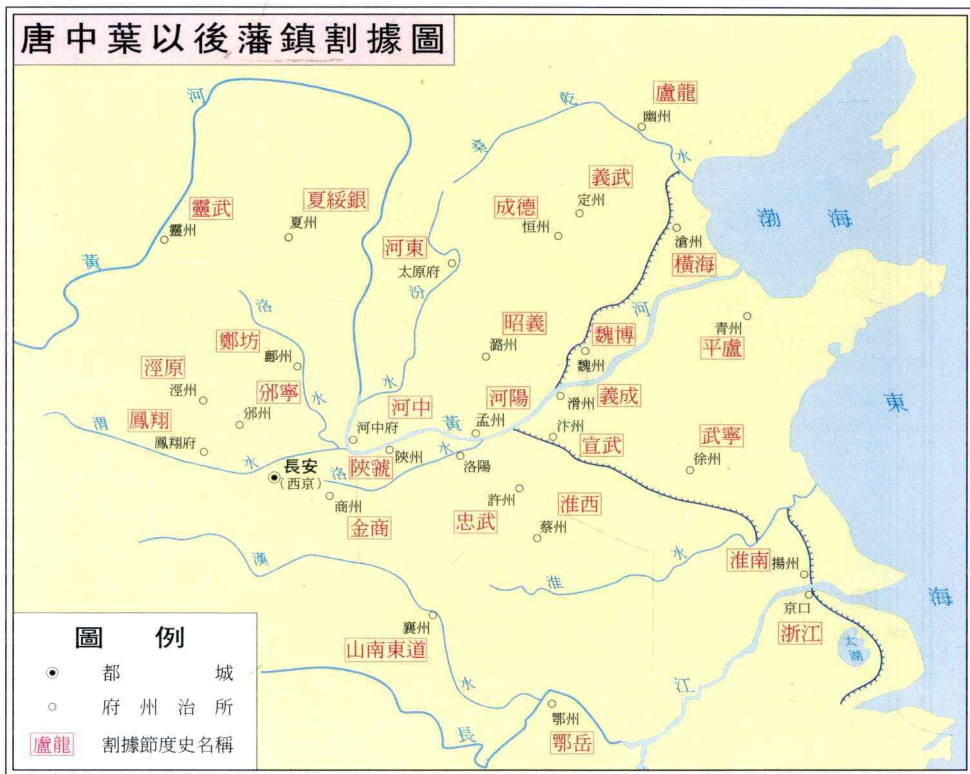 唐中葉以後藩鎮割據圖
河
乾
桑
水
盧龍
幽州
義武
定州
成德
恒州
夏綏銀
夏州
靈武
靈州
黃
渤海
滄州
橫海
河東
太原府
汾
水
河
昭義
潞州
魏博
魏州
青州
平盧
洛
水
鄭坊
鄜州
涇原
涇州
邠寧
邠州
鳳翔
鳳翔府
渭
水
河中
河中府
黃
河陽
孟州
滑州
義成
汴州
宣武
武寧
徐州
東
海
長安
(西京)
陝虢
陝州
洛
水
洛陽
商州
金商
許州
忠武
淮西
蔡州
淮
水
淮南
揚州
京口
浙江
太湖
漢
水
襄州
山南東道
長
江
鄂州
鄂岳
圖例
都城
府州治所
盧龍 割據節度史名稱